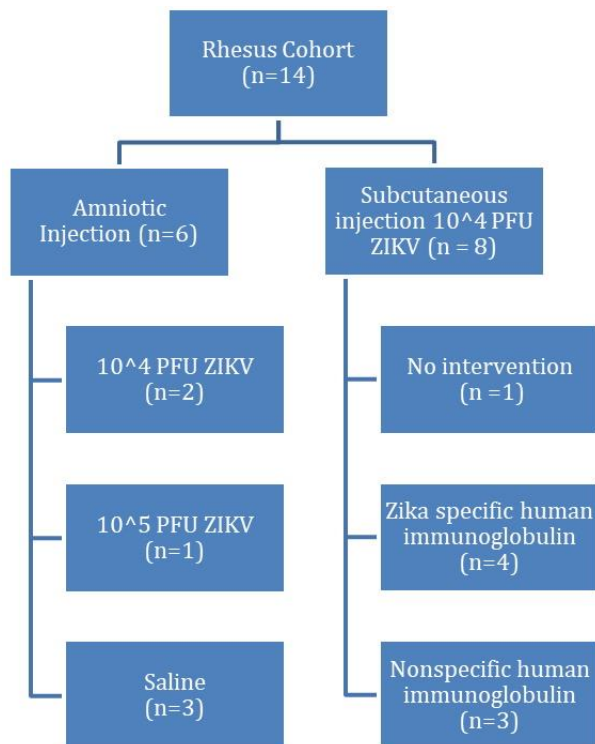 Rhesus Cohort
(n=14)
Amniotic
Injection (n=6)
Subcutaneous
injection 10^4 PFU
ZIKV (n = 8)
10^4 PFU ZIKV
(n=2)
No intervention
(n =1)
10^5 PFU ZIKV
(n=1)
Zika specific human
immunoglobulin
(n=4)
Saline
(n=3)
Nonspecific human
immunoglobulin
(n=3)